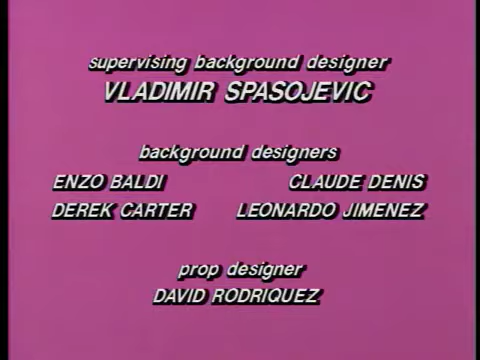 supervising background designer
VLADIMIR SPASOJEVIC
background designers
ENZO BALDI CLAUDE DENIS
DEREK CARTER LEONARDO JIMENEZ
prop designer
DAVID RODRIQUEZ